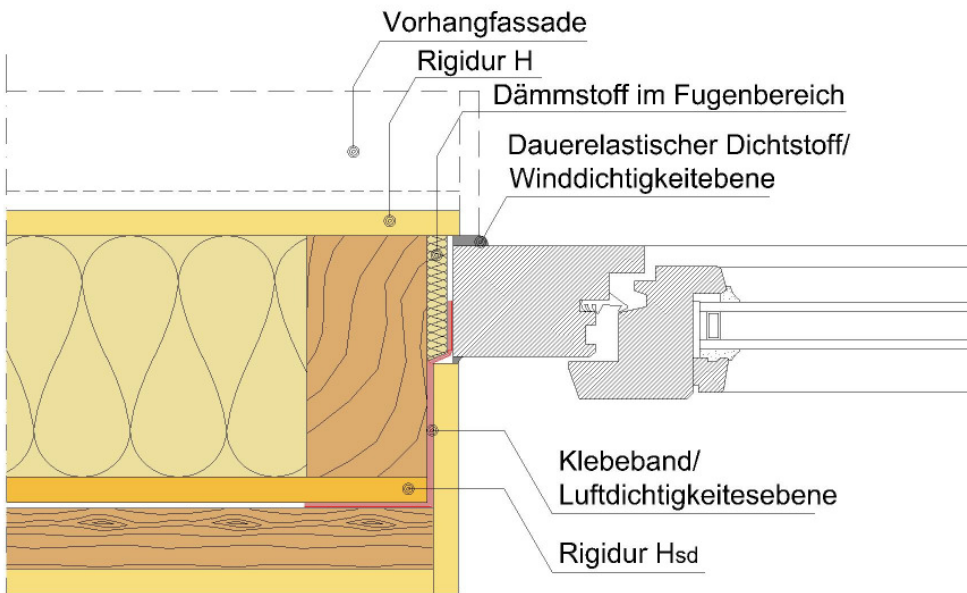 Vorhangfassade
Rigidur H
Dämmstoff im Fugenbereich
Dauerelastischer Dichtstoff/
Winddichtigkeitebene
Klebeband/
Luftdichtigkeitesebene
Rigidur Hsd